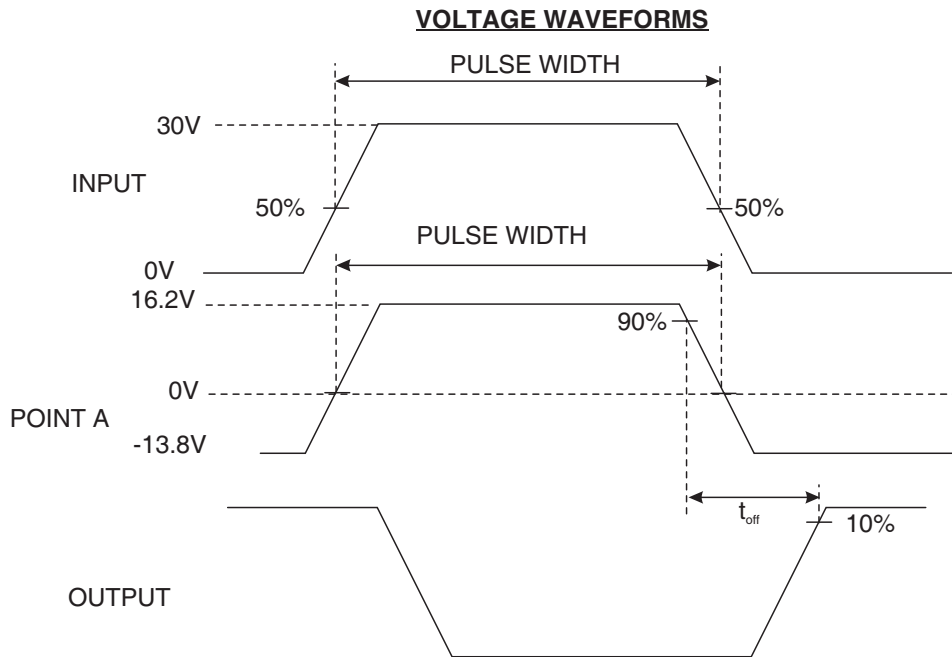 VOLTAGE WAVEFORMS
PULSE WIDTH
30V
INPUT
50%
50%
PULSE WIDTH
0V
16.2V
90%
0V
POINT A
-13.8V
toff
10%
OUTPUT